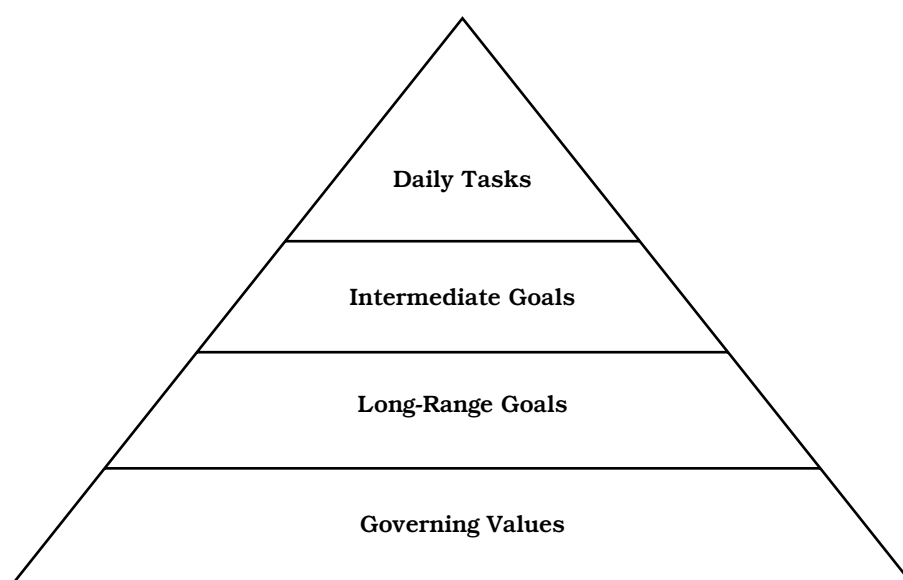 Daily Tasks
Intermediate Goals
Long-Range Goals
Governing Values